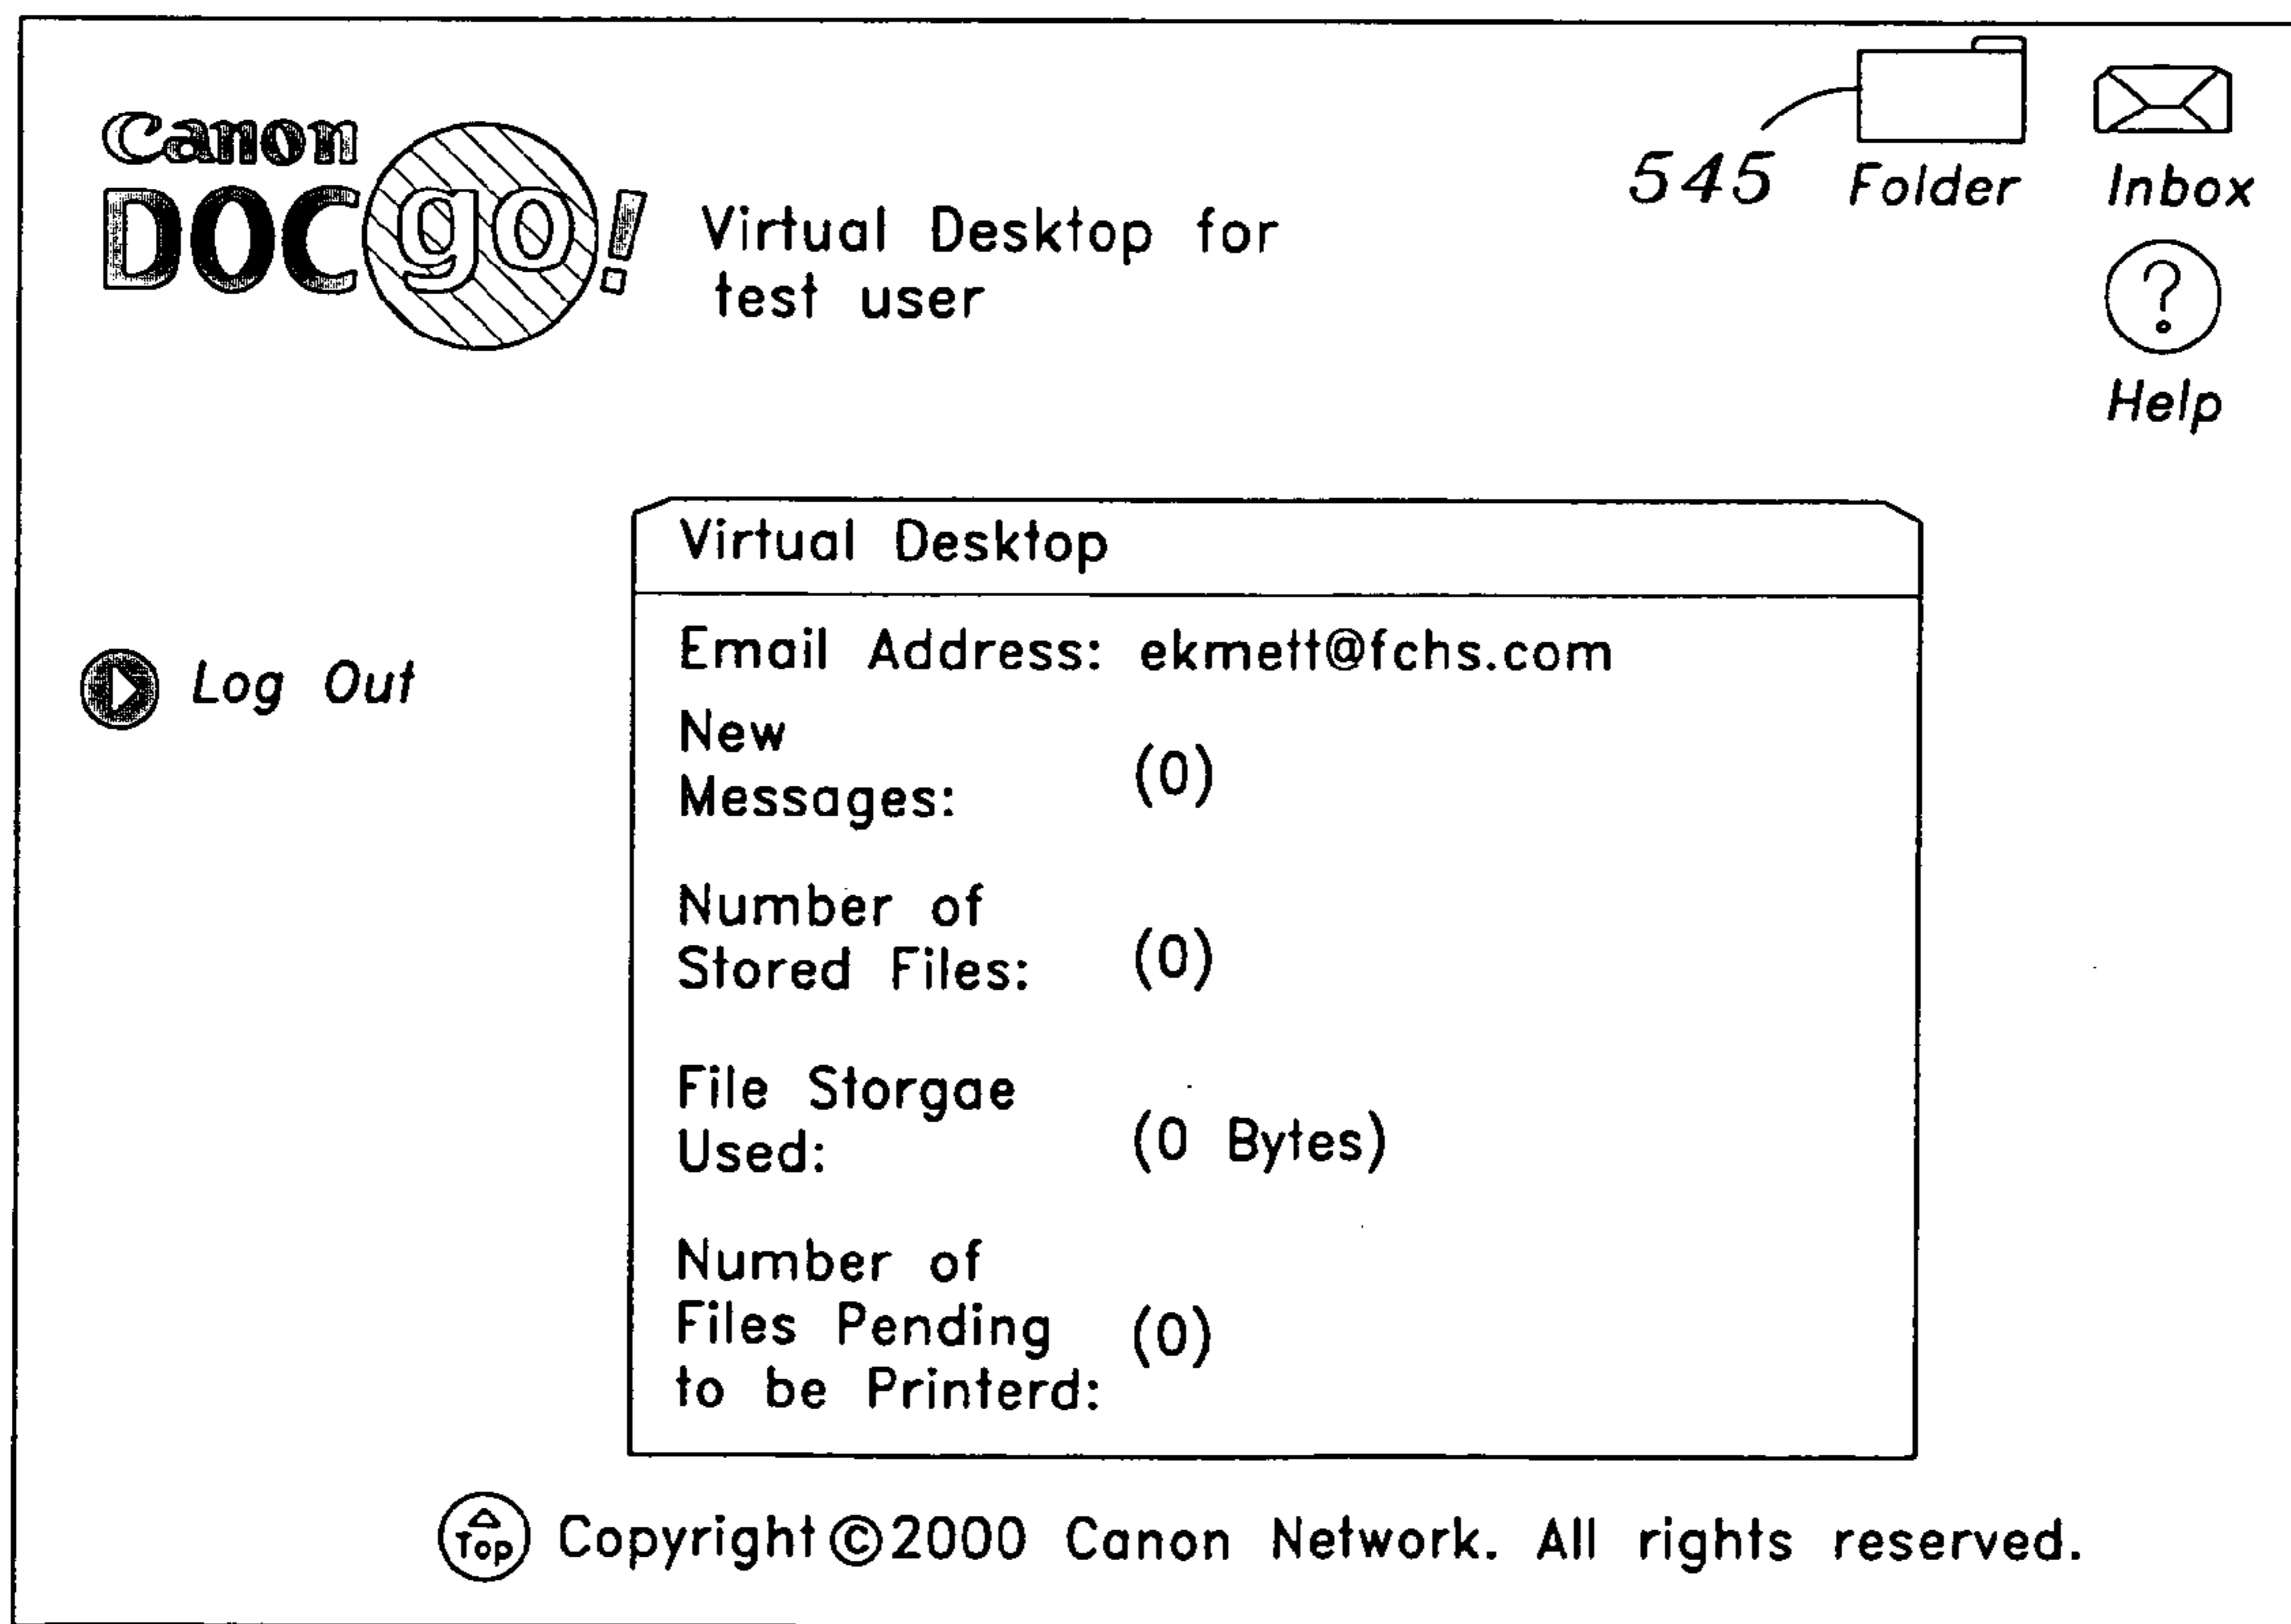 Canon
DOC go!
Virtual Desktop for
test user
545
Folder
Inbox
?
Help
Log Out
Virtual Desktop
Email Address: ekmett@fchs.com
New
Messages: (0)
Number of
Stored Files: (0)
File Storgae
Used: (0 Bytes)
Number of
Files Pending (0)
to be Printerd:
Top Copyright©2000 Canon Network. All rights reserved.